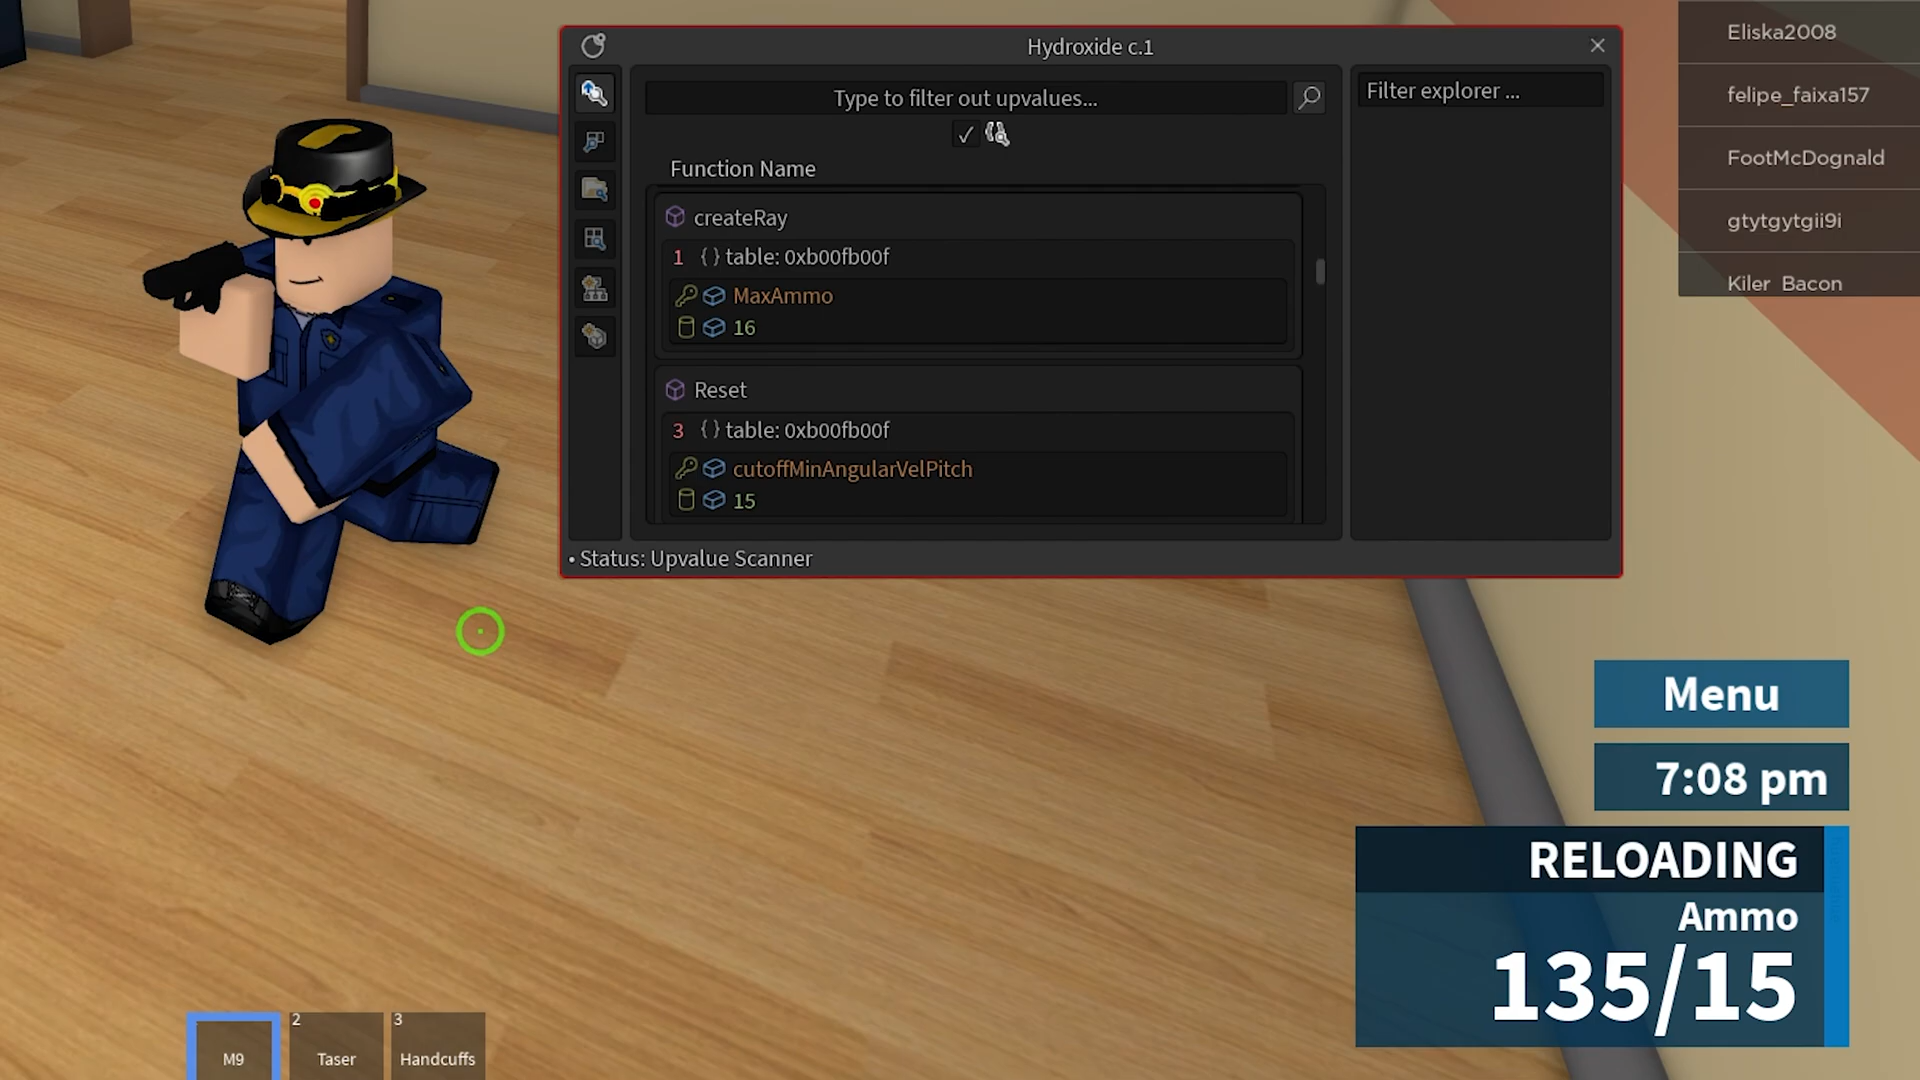 Hydroxide c.1
Type to filter out upvalues...
Function Name
createRay
1 {} table: 0xb00fb00f
MaxAmmo
16
Reset
3 {} table: 0xb00fb00f
cutoffMinAngularVelPitch
15
• Status: Upvalue Scanner
Filter explorer ...
Eliska2008
felipe_faixa157
FootMcDognald
gtytgytgii9i
Kiler_Bacon
Menu
7:08 pm
RELOADING
Ammo
135/15
M9
2
Taser
3
Handcuffs